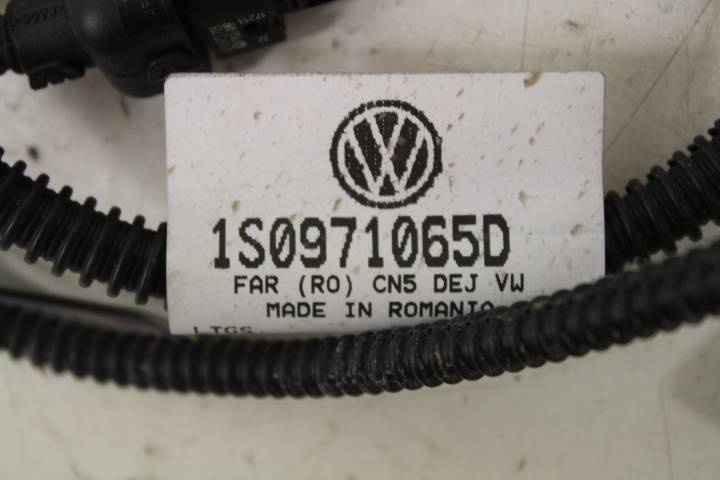 1S0971065D
FAR (RO) CN5 DEJ VW
MADE IN ROMANIA